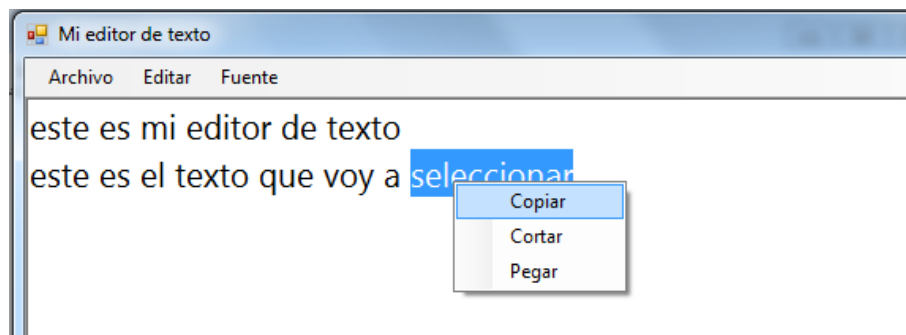 Mi editor de texto
Archivo Editar Fuente
este es mi editor de texto
este es el texto que voy a seleccionar
Copiar
Cortar
Pegar